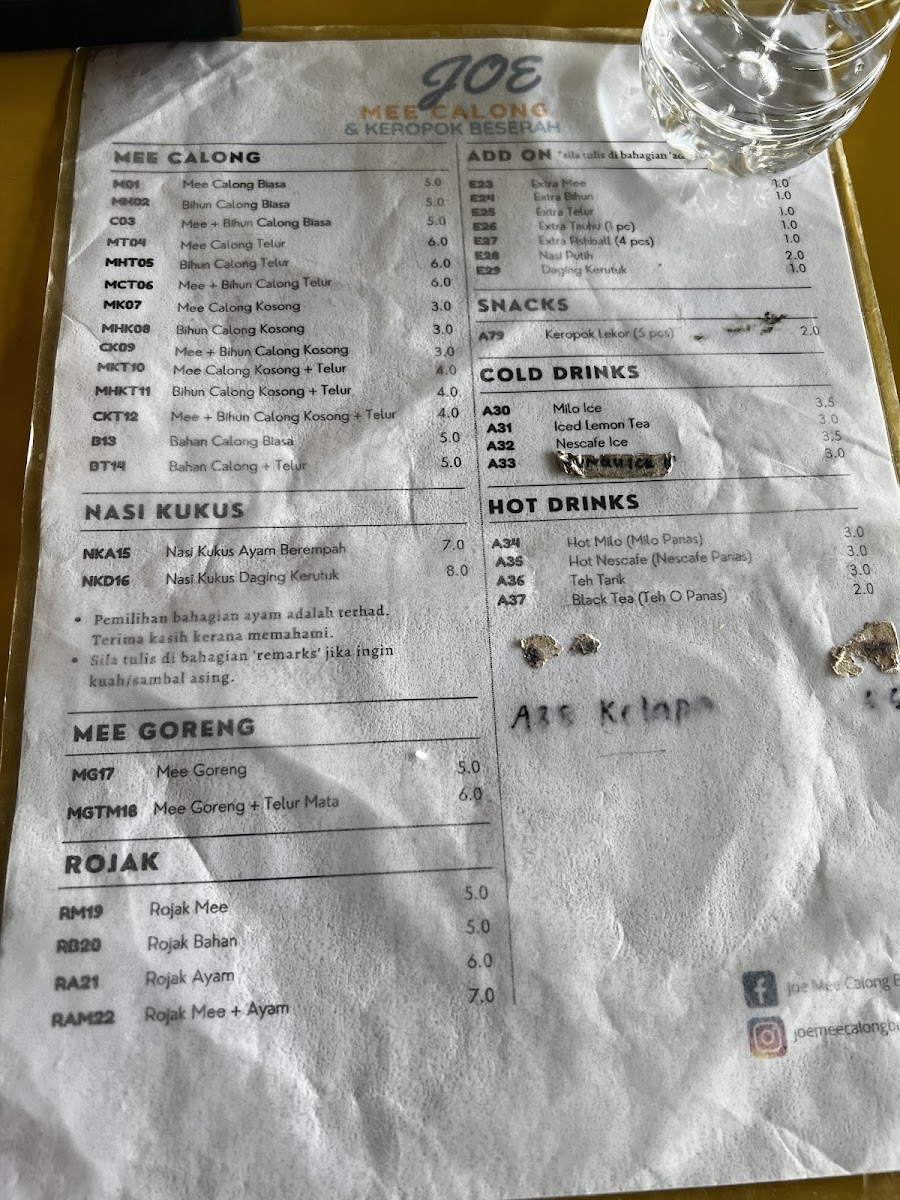 JOE
MEE CALONG
& KEROPOK BESERAH
MEE CALONG
M01 Mee Calong Biasa 5.0
MH02 Bihun Calong Biasa 5.0
C03 Mee + Bihun Calong Biasa 5.0
MT04 Mee Calong Telur 6.0
MHT05 Bihun Calong Telur 6.0
MCT06 Mee + Bihun Calong Telur 6.0
MK07 Mee Calong Kosong 3.0
MHK08 Bihun Calong Kosong 3.0
CK09 Mee + Bihun Calong Kosong 3.0
MKT10 Mee Calong Kosong + Telur 4.0
MHKT11 Bihun Calong Kosong + Telur 4.0
CKT12 Mee + Bihun Calong Kosong + Telur 4.0
B13 Bahan Calong Biasa 5.0
BT14 Bahan Calong + Telur 5.0
NASI KUKUS
NKA15 Nasi Kukus Ayam Berempah 7.0
NKD16 Nasi Kukus Daging Kerutuk 8.0
• Pemilihan bahagian ayam adalah terhad.
Terima kasih kerana memahami.
• Sila tulis di bahagian 'remarks' jika ingin
kuah/sambal asing.
MEE GORENG
MG17 Mee Goreng 5.0
MGTM18 Mee Goreng + Telur Mata 6.0
ROJAK
RM19 Rojak Mee 5.0
RB20 Rojak Bahan 5.0
RA21 Rojak Ayam 6.0
RAM22 Rojak Mee + Ayam 7.0
ADD ON *sila tulis di bahagian
E23 Extra Mee 1.0
E24 Extra Bihun 1.0
E25 Extra Telur 1.0
E26 Extra Tauhu (1 pc) 1.0
E27 Extra Fishball (4 pcs) 1.0
E28 Nasi Putih 2.0
E29 Daging Kerutuk 1.0
SNACKS
A79 Keropok Lekor (5 pcs) 2.0
COLD DRINKS
A30 Milo Ice 3.5
A31 Iced Lemon Tea 3.0
A32 Nescafe Ice 3.5
A33 3.0
HOT DRINKS
A34 Hot Milo (Milo Panas) 3.0
A35 Hot Nescafe (Nescafe Panas) 3.0
A36 Teh Tarik 3.0
A37 Black Tea (Teh O Panas) 2.0
Kelapa
Joe Mee Calong B
joemeecalongbe